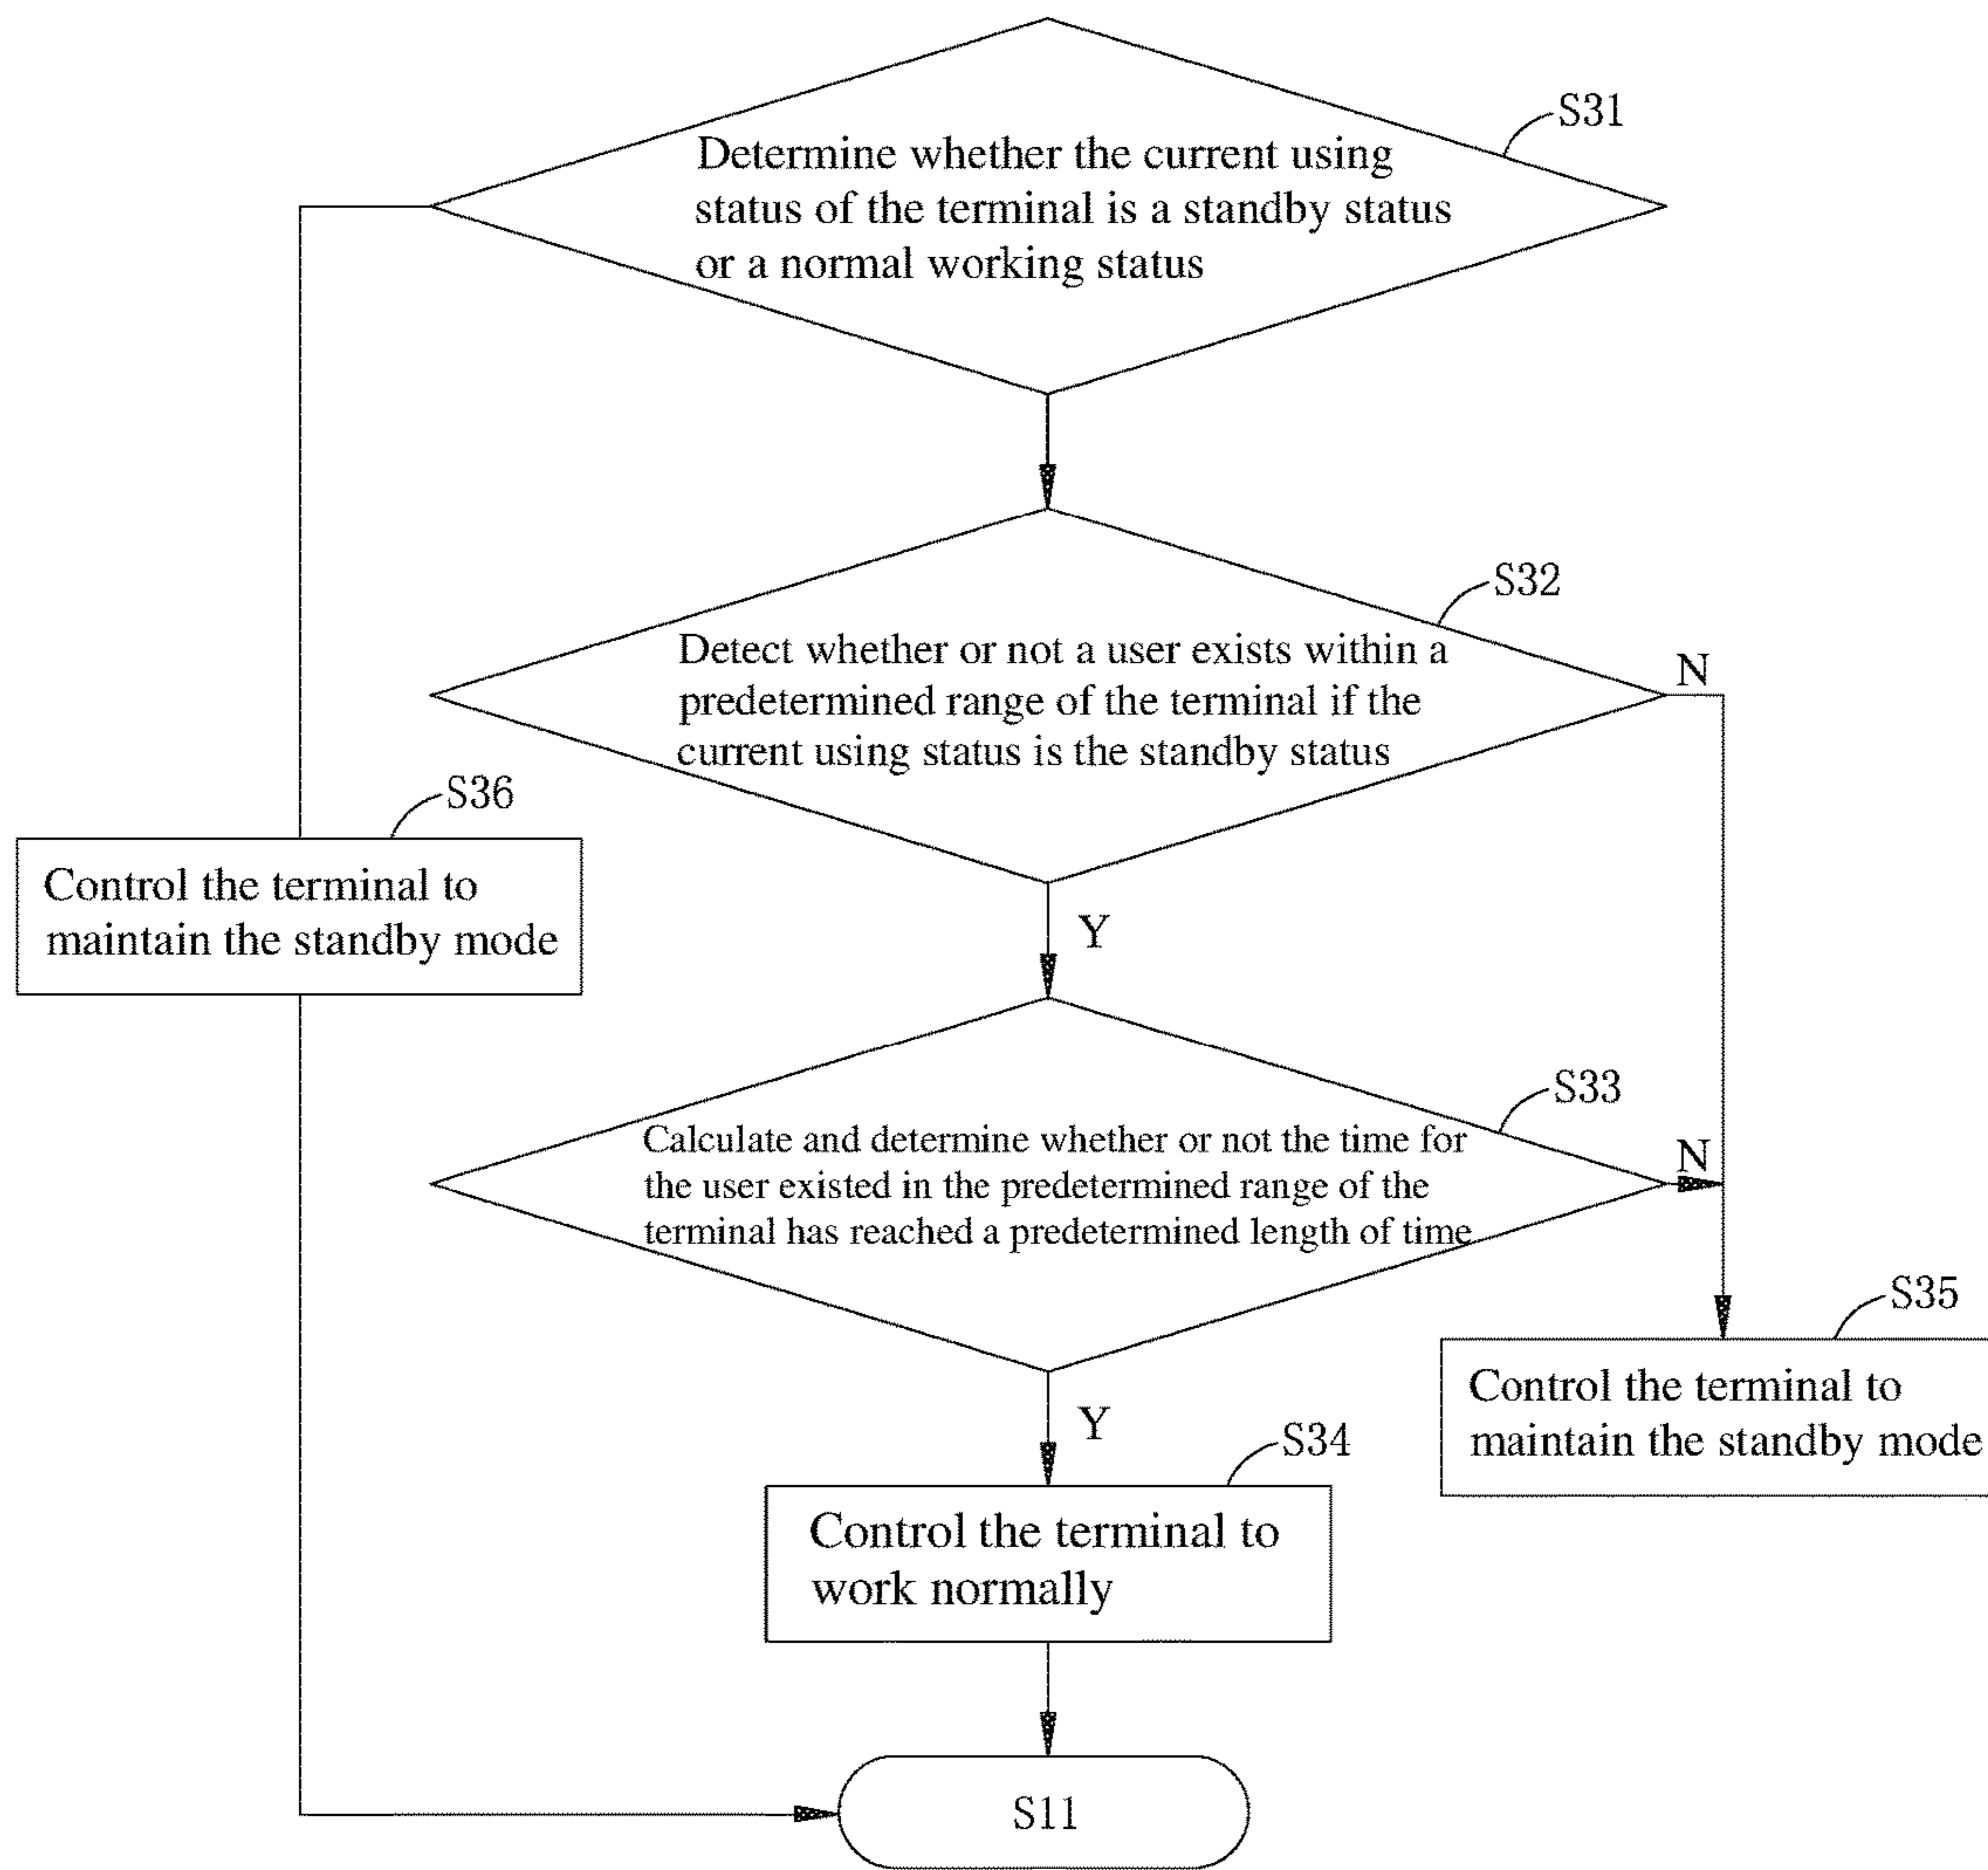 S31
Determine whether the current using
status of the terminal is a standby status
or a normal working status
S32
Detect whether or not a user exists within a
predetermined range of the terminal if the
current using status is the standby status
N
S36
Control the terminal to
maintain the standby mode
Y
S33
Calculate and determine whether or not the time for
the user existed in the predetermined range of the
terminal has reached a predetermined length of time
N
S35
Control the terminal to
maintain the standby mode
Y
S34
Control the terminal to
work normally
S11